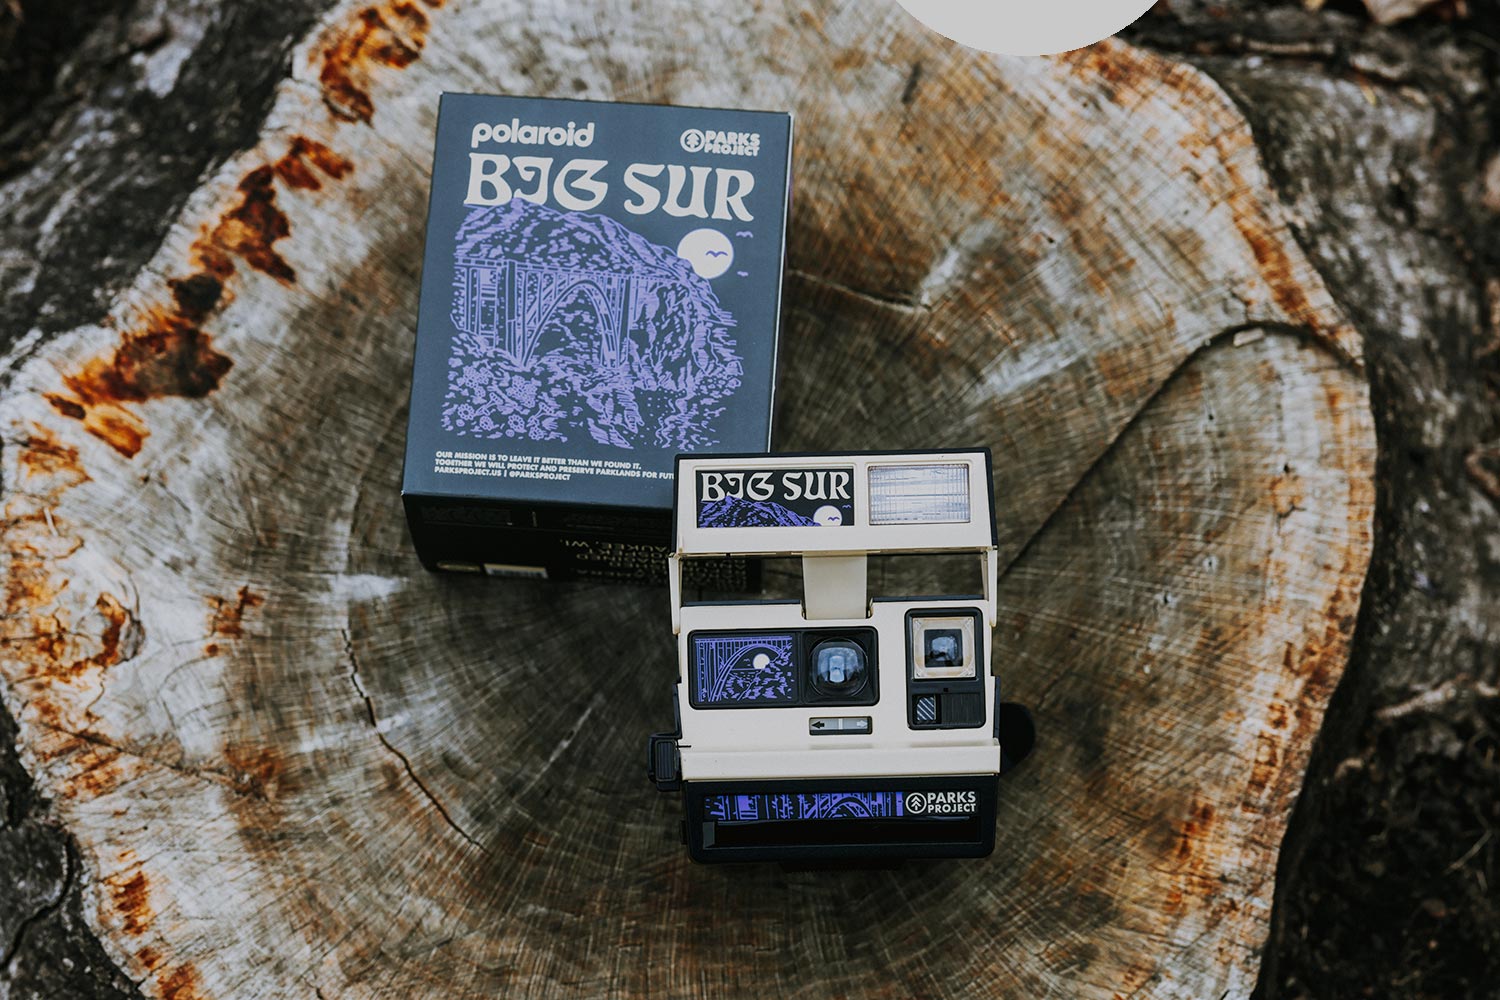 polaroid
PARKS
PROJECT
BIG SUR
OUR MISSION IS TO LEAVE IT BETTER THAN WE FOUND IT.
TOGETHER WE WILL PROTECT AND PRESERVE PARKLANDS FOR
PARKSPROJECT.US | @PARKSPROJECT
BIG SUR
PARKS
PROJECT